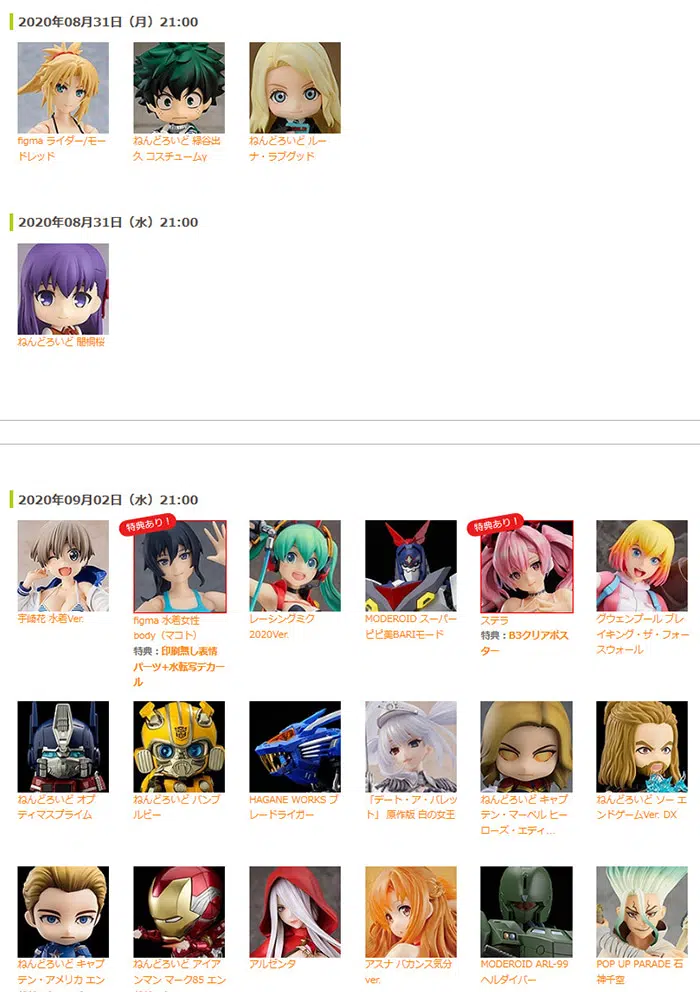 2020年08月31日（月）21:00
figma ライダー/モー
ドレッド
ねんどろいど 緑谷出
久 コスチュームγ
ねんどろいど ルー
ナ・ラブグッド
2020年08月31日（水）21:00
ねんどろいど 間桐桜
2020年09月02日（水）21:00
宇崎花 水着Ver.
特典あり！
figma 水着女性
body（マコト）
特典：印刷無し表情
パーツ+水転写デカー
ル
レーシングミク
2020Ver.
MODEROID スーパー
ピピ美BARIモード
特典あり！
ステラ
特典：B3クリアポス
ター
グウェンプール ブレ
イキング・ザ・フォー
スウォール
ねんどろいど オプ
ティマスプライム
ねんどろいど バンブ
ルビー
HAGANE WORKS ブ
レードライガー
「デート・ア・バレッ
ト」 原作版 白の女王
ねんどろいど キャプ
テン・マーベル ヒー
ローズ・エディ...
ねんどろいど ソー エ
ンドゲームVer. DX
ねんどろいど キャプ
テン・アメリカ エン
ねんどろいど アイア
ンマン マーク85 エン
アルゼンタ
アスナ バカンス気分
ver.
MODEROID ARL-99
ヘルダイバー
POP UP PARADE 石
神千空